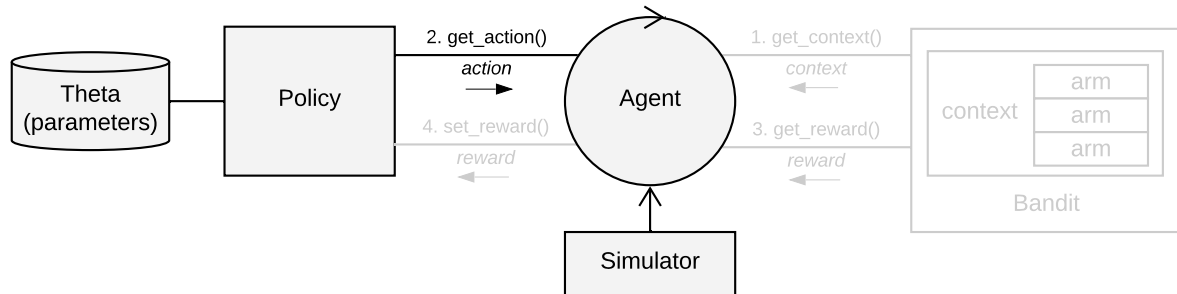 2. get_action()
1. get_context()
action
context
Theta
(parameters)
Policy
Agent
context
arm
arm
arm
4. set_reward()
3. get_reward()
reward
reward
Bandit
Simulator